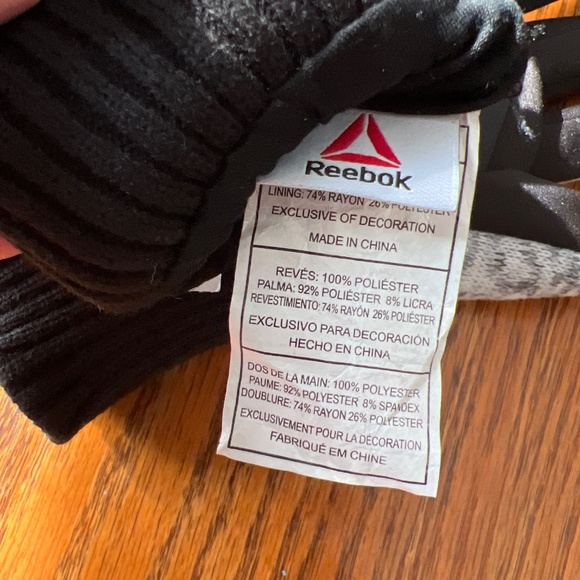 Reebok
LINING: 74% RAYON 26% POLYESTER
EXCLUSIVE OF DECORATION
MADE IN CHINA
REVÉS: 100% POLIÉSTER
PALMA: 92% POLIÉSTER 8% LICRA
REVESTIMIENTO: 74% RAYON 26% POLIÉSTER
EXCLUSIVO PARA DECORACIÓN
HECHO EN CHINA
DOS DE LA MAIN: 100% POLYESTER
PAUME: 92% POLYESTER 8% SPANDEX
DOUBLURE: 74% RAYON 26% POLYESTER
EXCLUSIVEMENT POUR LA DÉCORATION
FABRIQUÉ EM CHINE